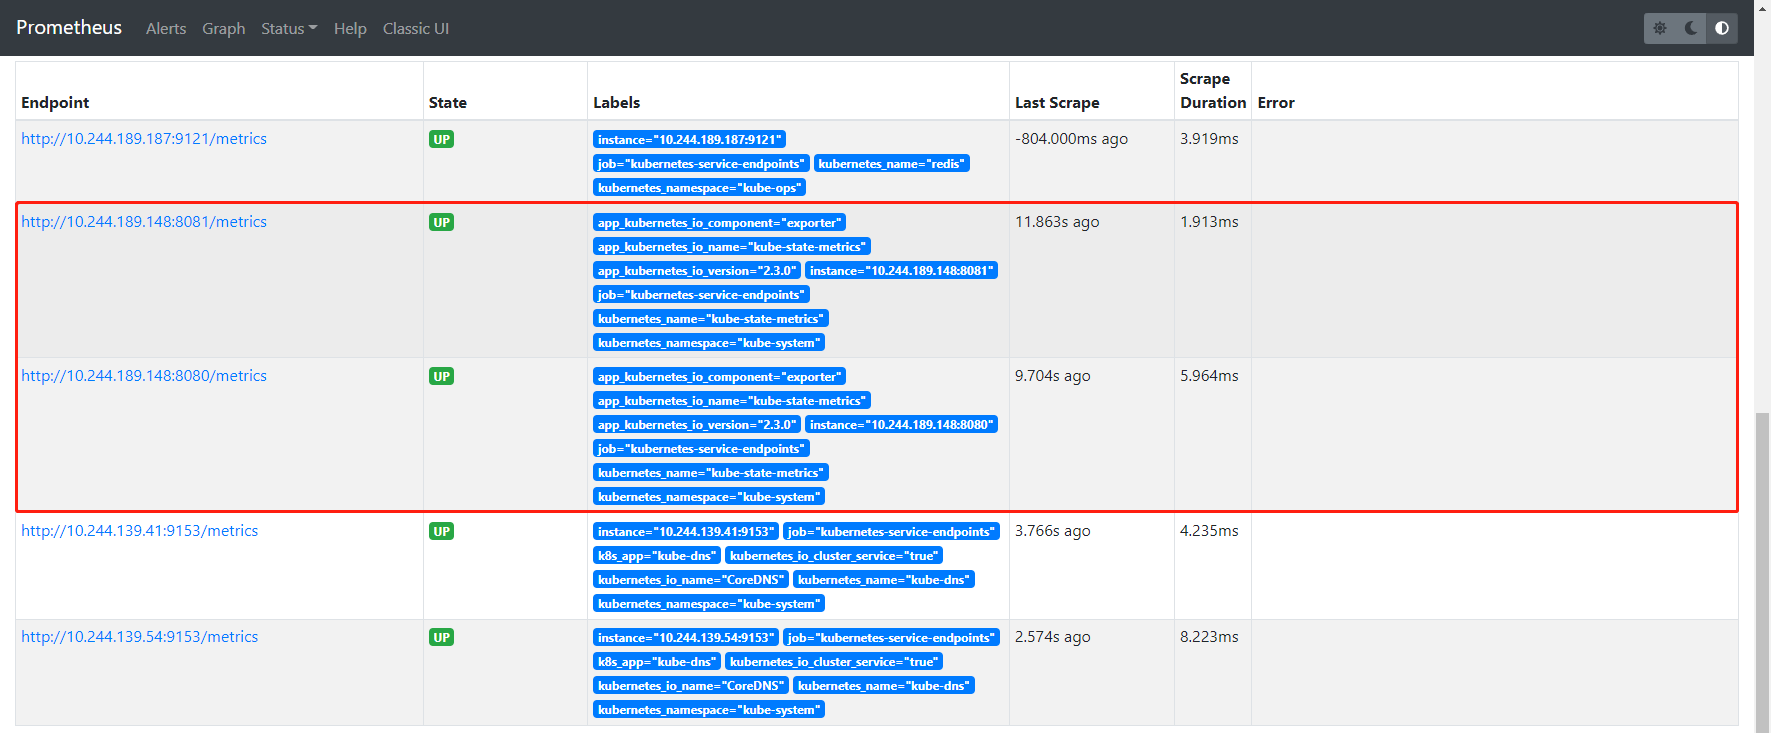 Prometheus Alerts Graph Status Help Classic UI
Endpoint State Labels Last Scrape Scrape Duration Error
http://10.244.189.187:9121/metrics UP instance="10.244.189.187:9121" -804.000ms ago 3.919ms
job="kubernetes-service-endpoints" kubernetes_name="redis"
kubernetes_namespace="kube-ops"
http://10.244.189.148:8081/metrics UP app_kubernetes_io_component="exporter" 11.863s ago 1.913ms
app_kubernetes_io_name="kube-state-metrics"
app_kubernetes_io_version="2.3.0" instance="10.244.189.148:8081"
job="kubernetes-service-endpoints"
kubernetes_name="kube-state-metrics"
kubernetes_namespace="kube-system"
http://10.244.189.148:8080/metrics UP app_kubernetes_io_component="exporter" 9.704s ago 5.964ms
app_kubernetes_io_name="kube-state-metrics"
app_kubernetes_io_version="2.3.0" instance="10.244.189.148:8080"
job="kubernetes-service-endpoints"
kubernetes_name="kube-state-metrics"
kubernetes_namespace="kube-system"
http://10.244.139.41:9153/metrics UP instance="10.244.139.41:9153" job="kubernetes-service-endpoints" 3.766s ago 4.235ms
k8s_app="kube-dns" kubernetes_io_cluster_service="true"
kubernetes_io_name="CoreDNS" kubernetes_name="kube-dns"
kubernetes_namespace="kube-system"
http://10.244.139.54:9153/metrics UP instance="10.244.139.54:9153" job="kubernetes-service-endpoints" 2.574s ago 8.223ms
k8s_app="kube-dns" kubernetes_io_cluster_service="true"
kubernetes_io_name="CoreDNS" kubernetes_name="kube-dns"
kubernetes_namespace="kube-system"